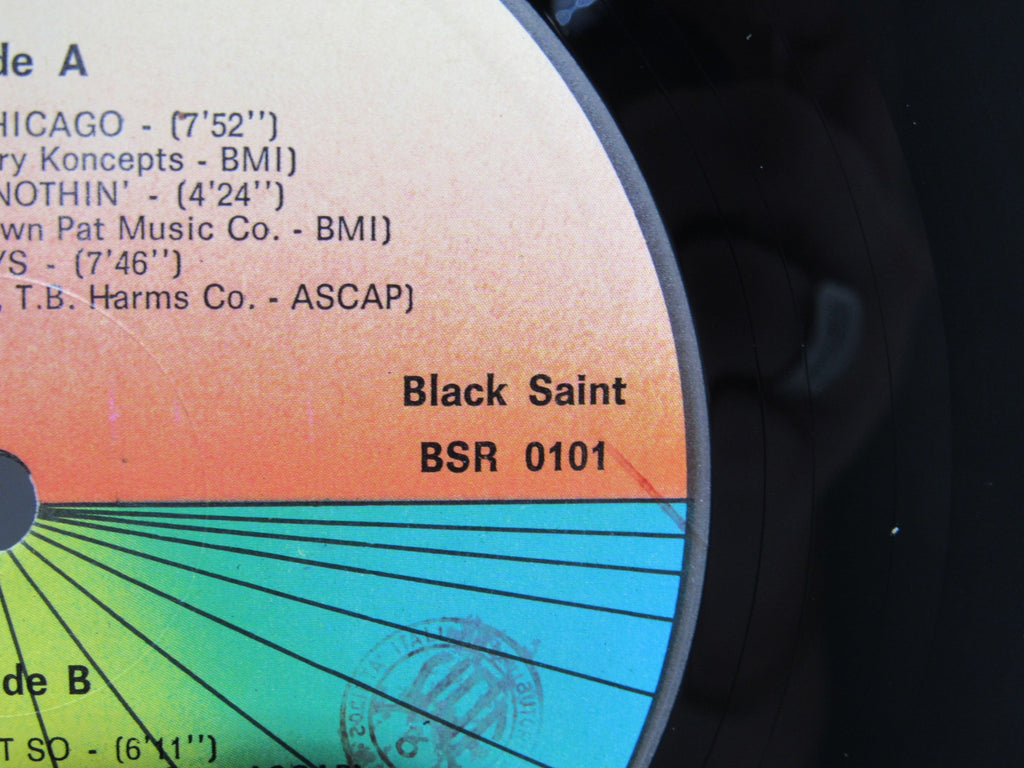 de A
HICAGO - (7'52'')
ry Koncepts - BMI)
NOTHIN' - (4'24'')
wn Pat Music Co. - BMI)
YS - (7'46'')
, T.B. Harms Co. - ASCAP)
Black Saint
BSR 0101
de B
T SO - (6'11'')